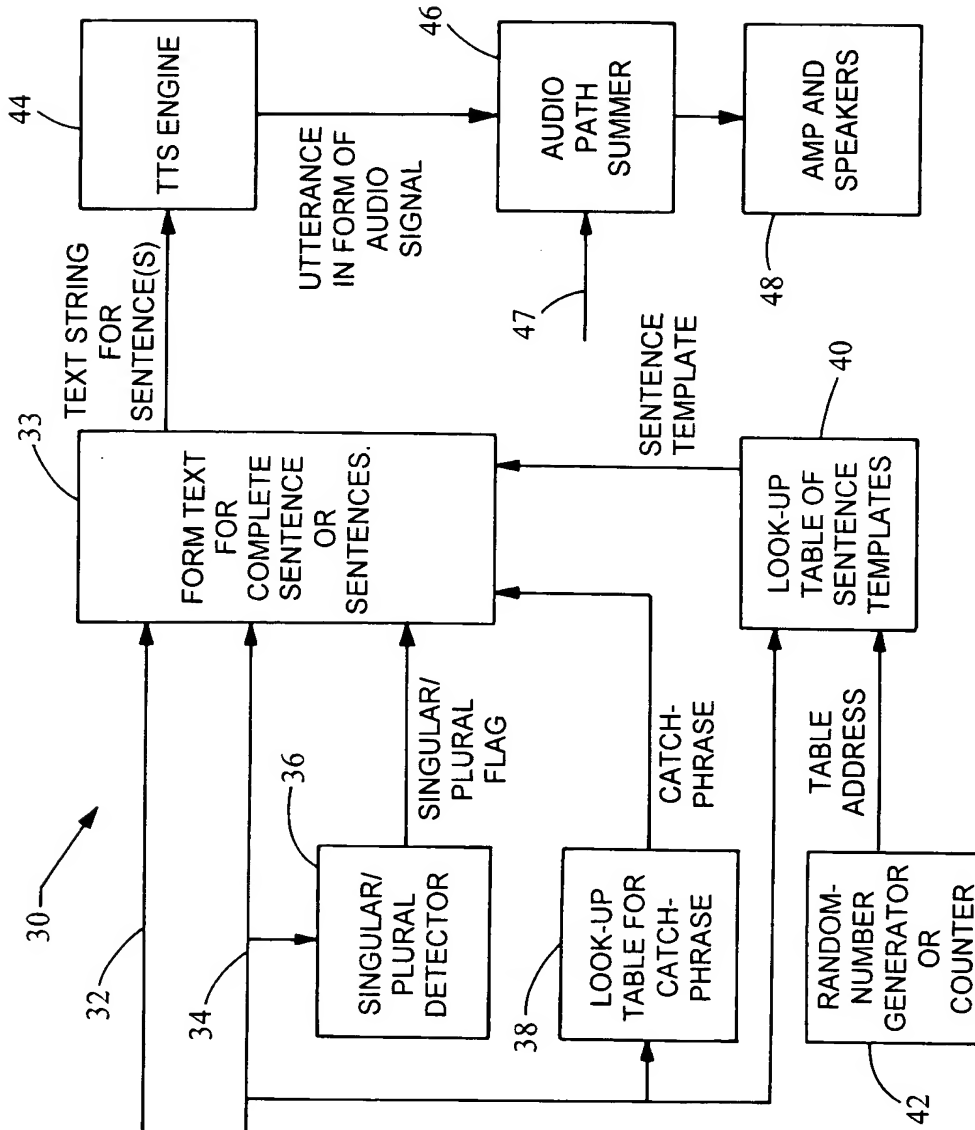 30
32
34
33
FORM TEXT
FOR
COMPLETE
SENTENCE
OR
SENTENCES.
TEXT STRING
FOR
SENTENCE(S)
44
TTS ENGINE
36
SINGULAR/
PLURAL
DETECTOR
SINGULAR/
PLURAL
FLAG
UTTERANCE
IN FORM OF
AUDIO
SIGNAL
38
LOOK-UP
TABLE FOR
CATCH-
PHRASE
CATCH-
PHRASE
SENTENCE
TEMPLATE
47
46
AUDIO
PATH
SUMMER
42
RANDOM-
NUMBER
GENERATOR
OR
COUNTER
TABLE
ADDRESS
40
LOOK-UP
TABLE OF
SENTENCE
TEMPLATES
48
AMP AND
SPEAKERS